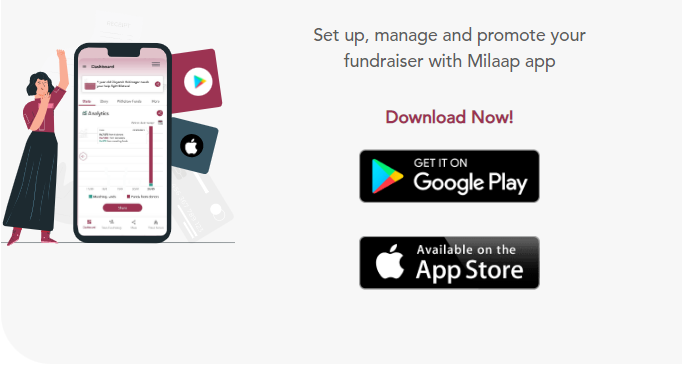 Set up, manage and promote your
fundraiser with Milaap app
Download Now!
GET IT ON
Google Play
Available on the
App Store
Dashboard
Analytics
Share